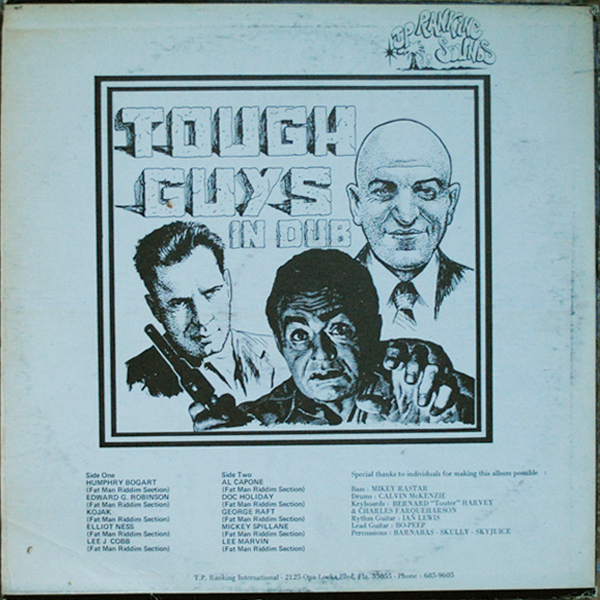 T.P. RANKING
SOUNDS
TOUGH
GUYS
IN DUB
Side One
HUMPHRY BOGART
(Fat Man Riddim Section)
EDWARD G. ROBINSON
(Fat Man Riddim Section)
KOJAK
(Fat Man Riddim Section)
ELLIOT NESS
(Fat Man Riddim Section)
LEE J COBB
(Fat Man Riddim Section)
Side Two
AL CAPONE
(Fat Man Riddim Section)
DOC HOLIDAY
(Fat Man Riddim Section)
GEORGE RAFT
(Fat Man Riddim Section)
MICKEY SPILLANE
(Fat Man Riddim Section)
LEE MARVIN
(Fat Man Riddim Section)
Special thanks to individuals for making this album possible :
Bass : MIKEY RASTAR
Drums : CALVIN McKENZIE
Keyboards : BERNARD "Touter" HARVEY
& CHARLES FARQUEHARSON
Rythm Guitar : IAN LEWIS
Lead Guitar : BO-PEEP
Percussions : BARNABAS - SKULLY - SKYJUICE
T.P. Ranking International - 2125 Opa-Locka Blvd, Fla. 33055 - Phone : 685-9605